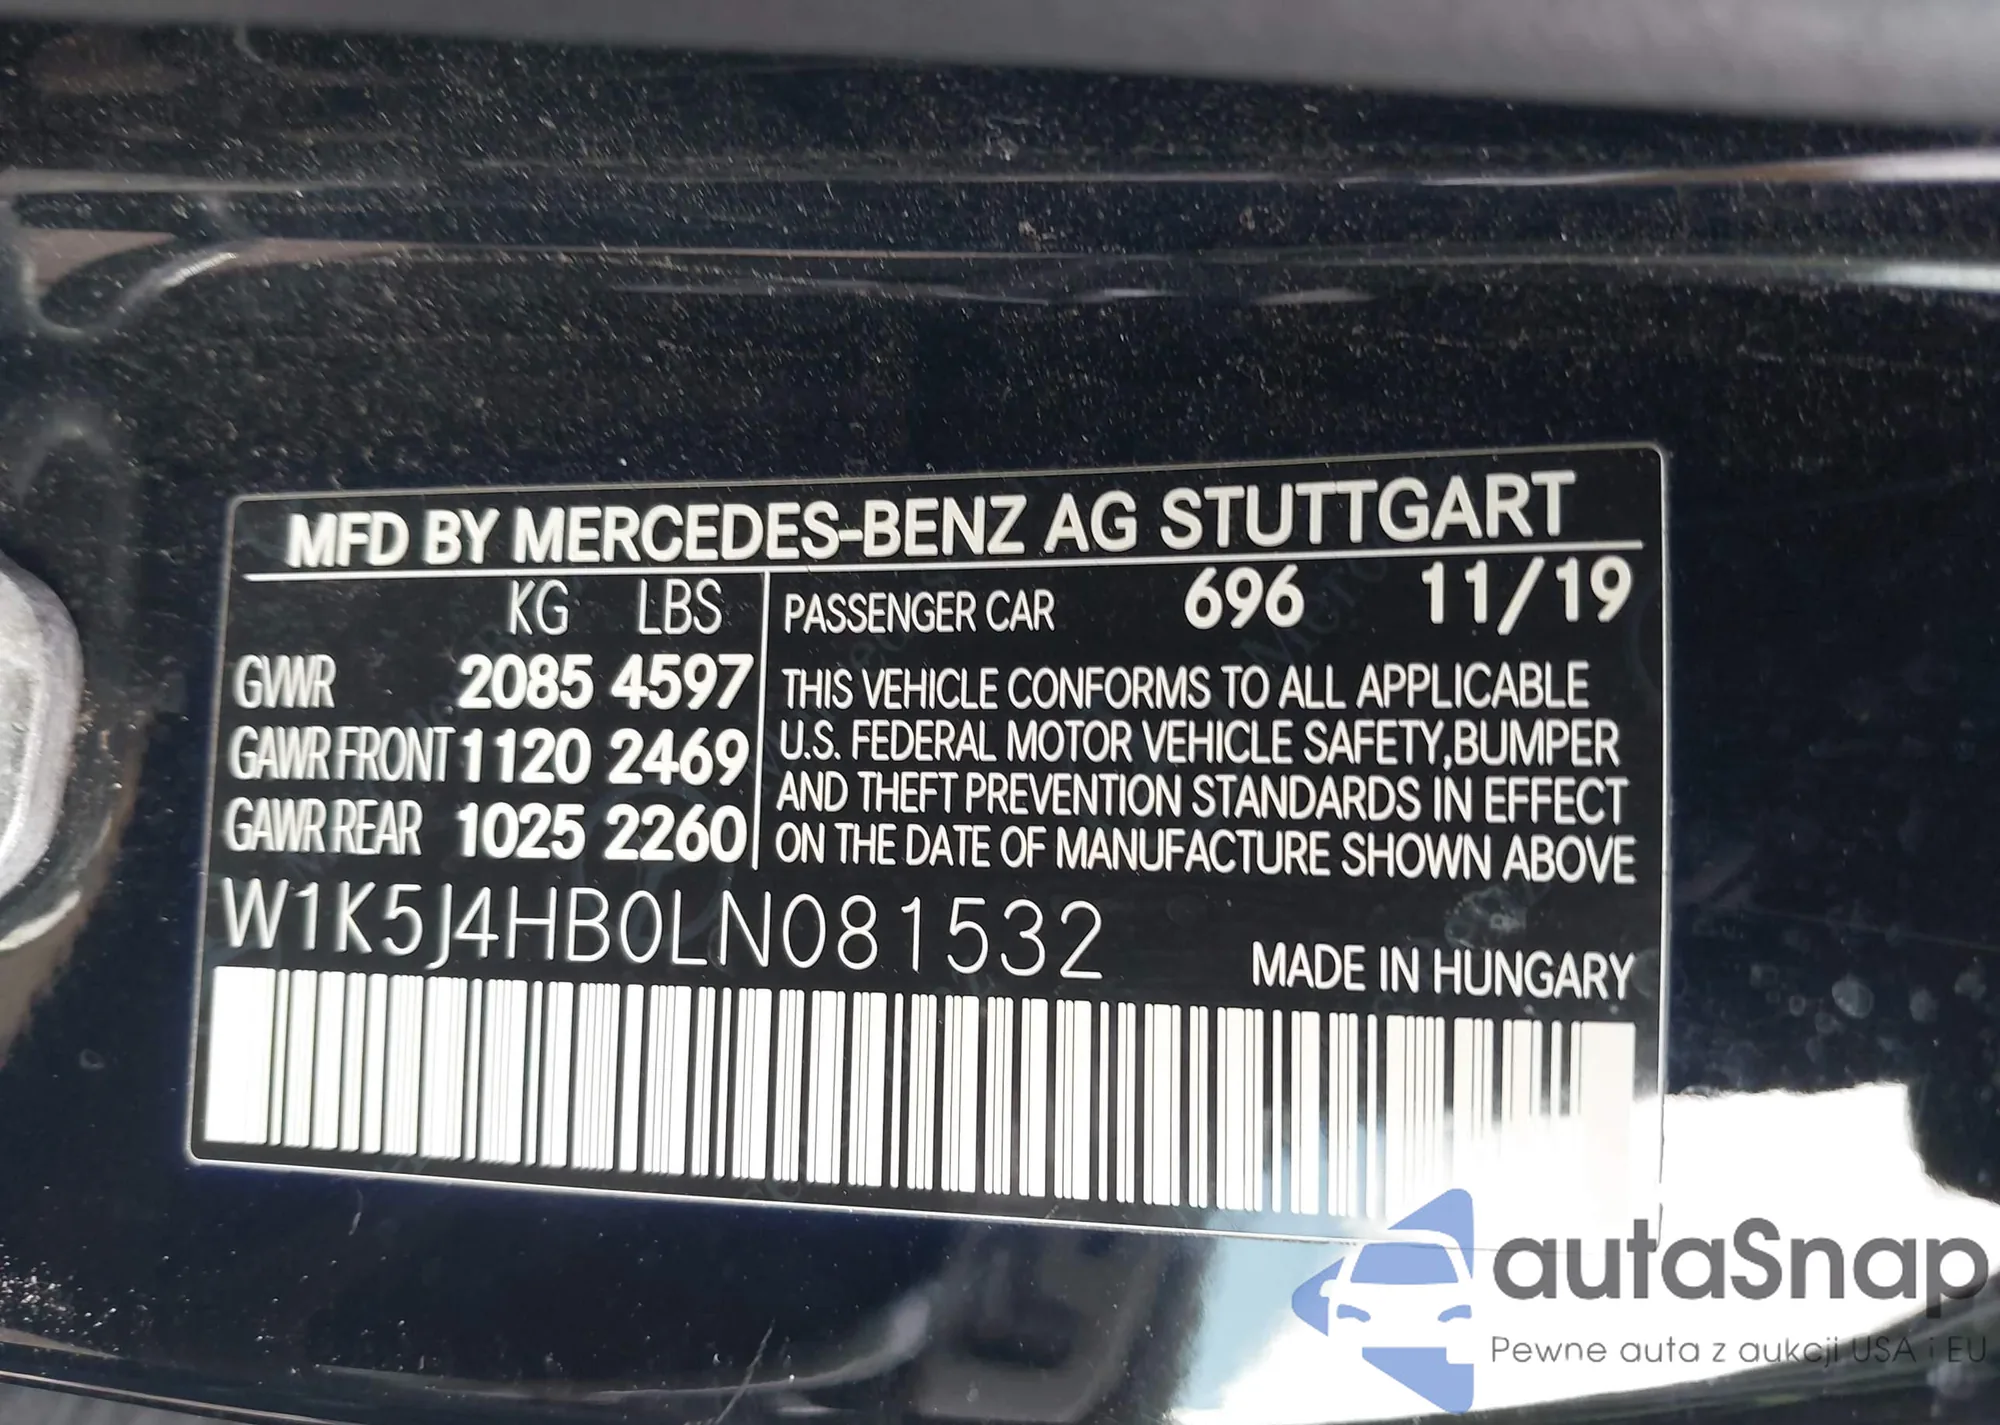 MFD BY MERCEDES-BENZ AG STUTTGART
KG LBS
GVWR 2085 4597
GAWR FRONT 1120 2469
GAWR REAR 1025 2260
PASSENGER CAR 696 11/19
THIS VEHICLE CONFORMS TO ALL APPLICABLE
U.S. FEDERAL MOTOR VEHICLE SAFETY,BUMPER
AND THEFT PREVENTION STANDARDS IN EFFECT
ON THE DATE OF MANUFACTURE SHOWN ABOVE
W1K5J4HB0LN081532
MADE IN HUNGARY
autaSnap
Pewne auta z aukcji USA i EU